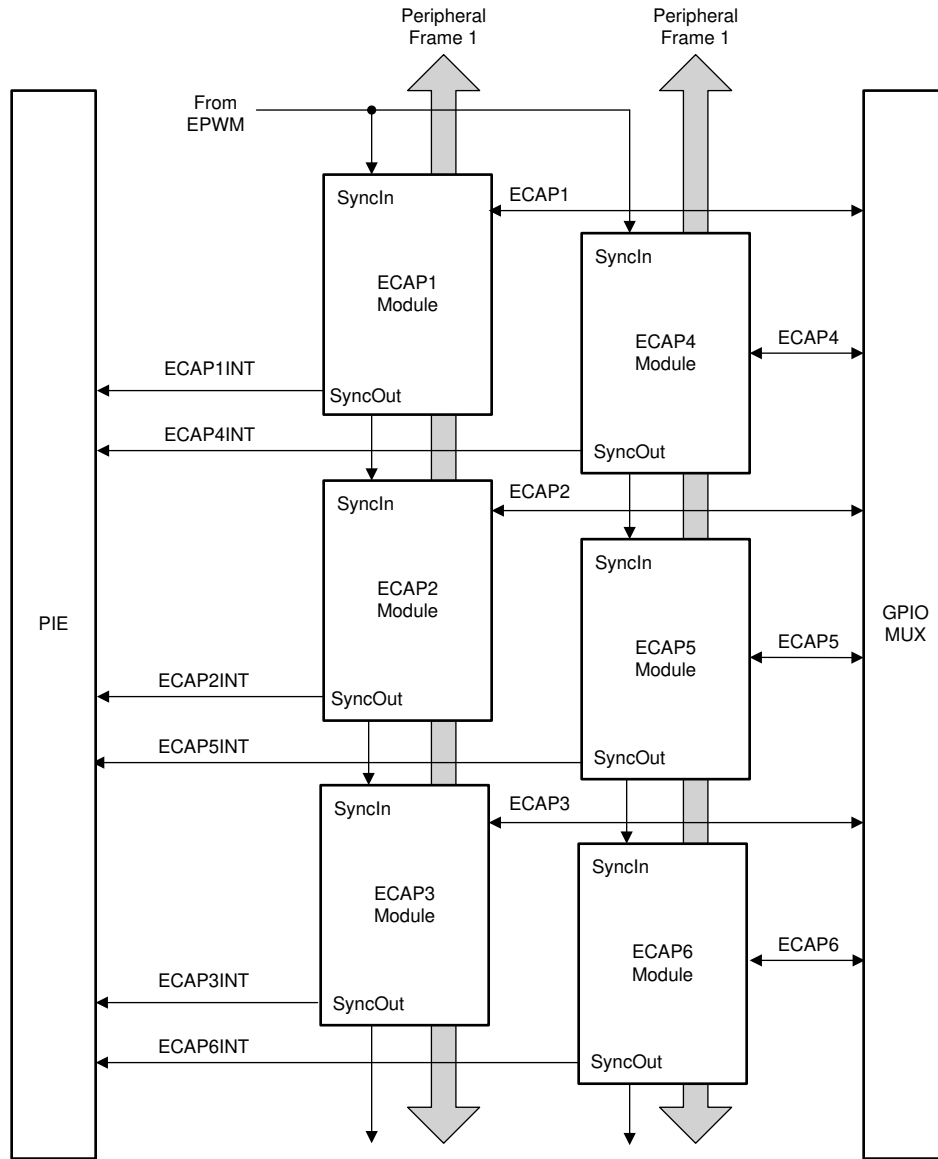 Peripheral
Frame 1
Peripheral
Frame 1
From
EPWM
SyncIn
ECAP1
SyncIn
ECAP1
Module
ECAP4
Module
ECAP4
ECAP1INT
SyncOut
ECAP4INT
SyncOut
SyncIn
ECAP2
SyncIn
ECAP2
Module
PIE
GPIO
MUX
ECAP5
Module
ECAP5
ECAP2INT
SyncOut
ECAP5INT
SyncOut
SyncIn
ECAP3
SyncIn
ECAP3
Module
ECAP6
Module
ECAP6
ECAP3INT
SyncOut
ECAP6INT
SyncOut